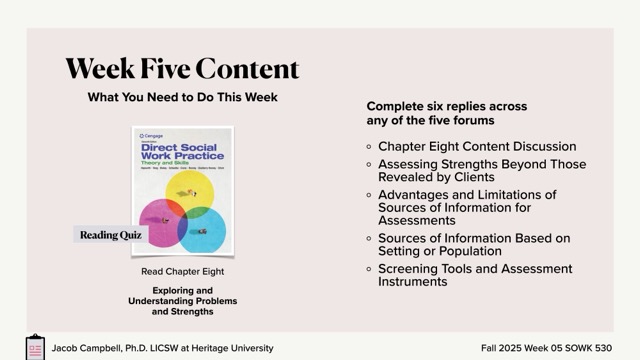 Week Five Content
What You Need to Do This Week
Cengage
Direct Social
Work Practice
Theory and Skills
Reading Quiz
Read Chapter Eight
Exploring and
Understanding Problems
and Strengths
Complete six replies across
any of the five forums
Chapter Eight Content Discussion
Assessing Strengths Beyond Those
Revealed by Clients
Advantages and Limitations of
Sources of Information for
Assessments
Sources of Information Based on
Setting or Population
Screening Tools and Assessment
Instruments
Jacob Campbell, Ph.D. LICSW at Heritage University
Fall 2025 Week 05 SOWK 530